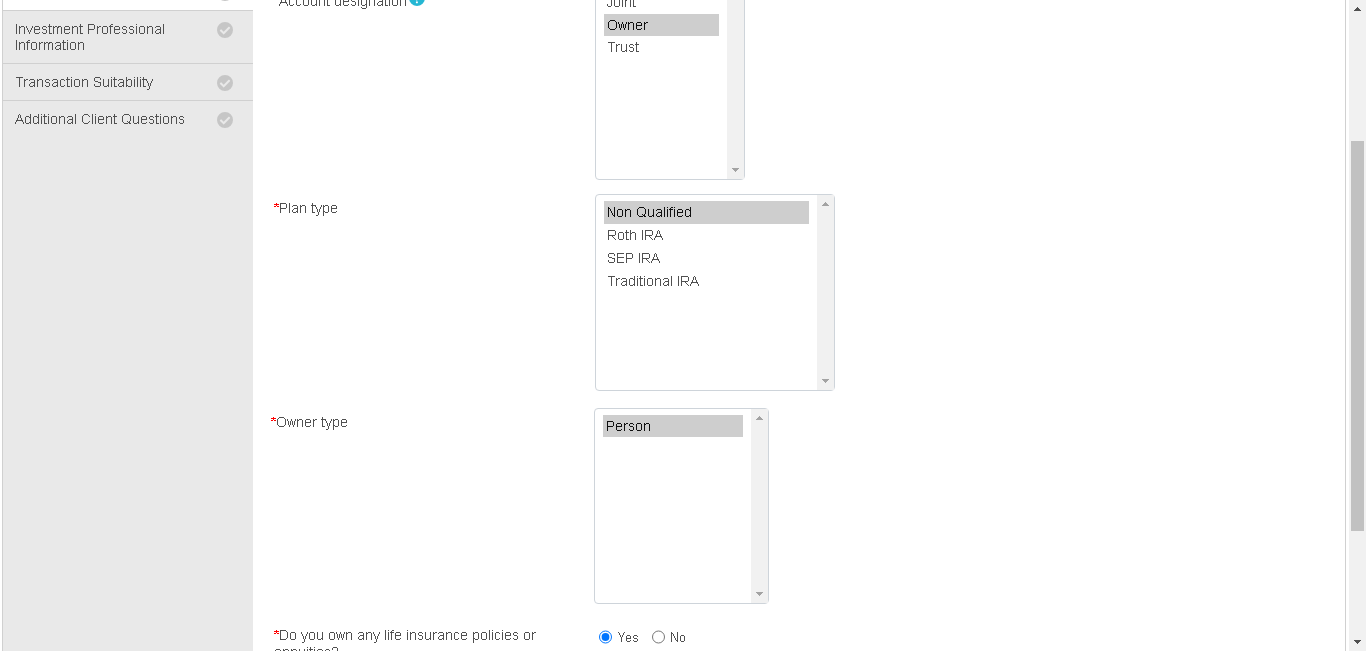 Account designation
Joint
Owner
Trust
Investment Professional
Information
Transaction Suitability
Additional Client Questions
*Plan type
Non Qualified
Roth IRA
SEP IRA
Traditional IRA
*Owner type
Person
*Do you own any life insurance policies or
annuities?
Yes
No